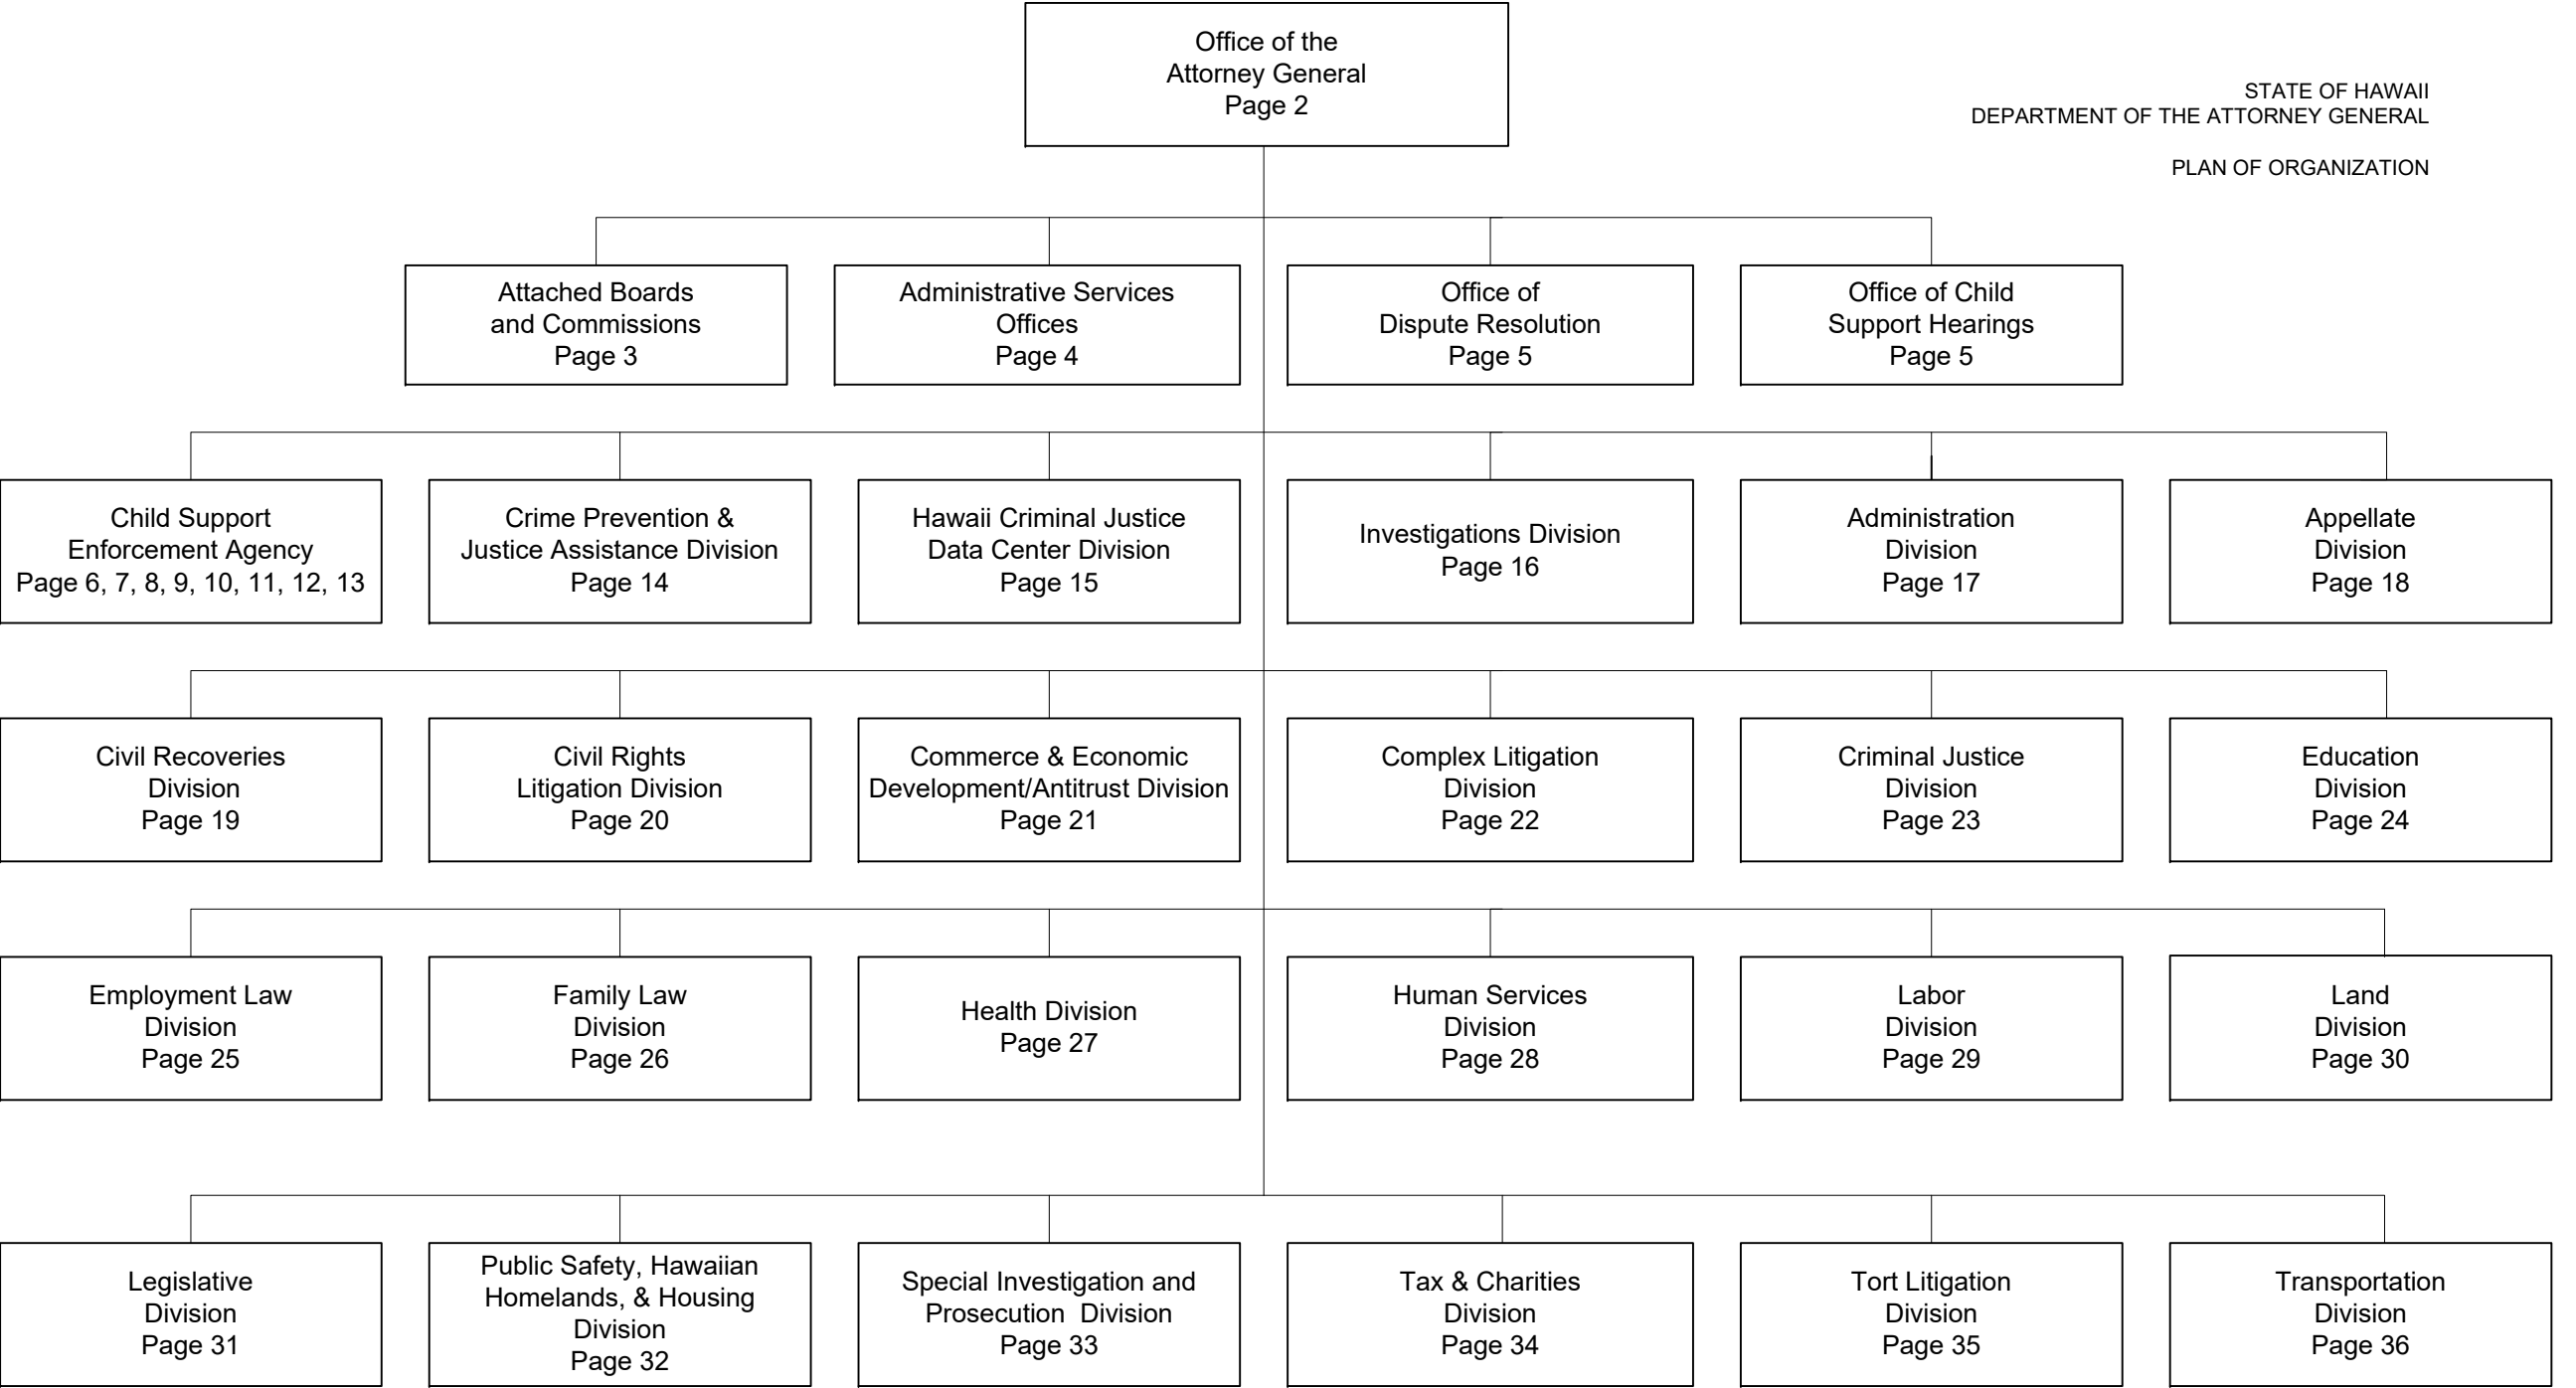 Office of the
Attorney General
Page 2
STATE OF HAWAII
DEPARTMENT OF THE ATTORNEY GENERAL
PLAN OF ORGANIZATION
Attached Boards
and Commissions
Page 3
Administrative Services
Offices
Page 4
Office of
Dispute Resolution
Page 5
Office of Child
Support Hearings
Page 5
Child Support
Enforcement Agency
Page 6, 7, 8, 9, 10, 11, 12, 13
Crime Prevention &
Justice Assistance Division
Page 14
Hawaii Criminal Justice
Data Center Division
Page 15
Investigations Division
Page 16
Administration
Division
Page 17
Appellate
Division
Page 18
Civil Recoveries
Division
Page 19
Civil Rights
Litigation Division
Page 20
Commerce & Economic
Development/Antitrust Division
Page 21
Complex Litigation
Division
Page 22
Criminal Justice
Division
Page 23
Education
Division
Page 24
Employment Law
Division
Page 25
Family Law
Division
Page 26
Health Division
Page 27
Human Services
Division
Page 28
Labor
Division
Page 29
Land
Division
Page 30
Legislative
Division
Page 31
Public Safety, Hawaiian
Homelands, & Housing
Division
Page 32
Special Investigation and
Prosecution  Division
Page 33
Tax & Charities
Division
Page 34
Tort Litigation
Division
Page 35
Transportation
Division
Page 36